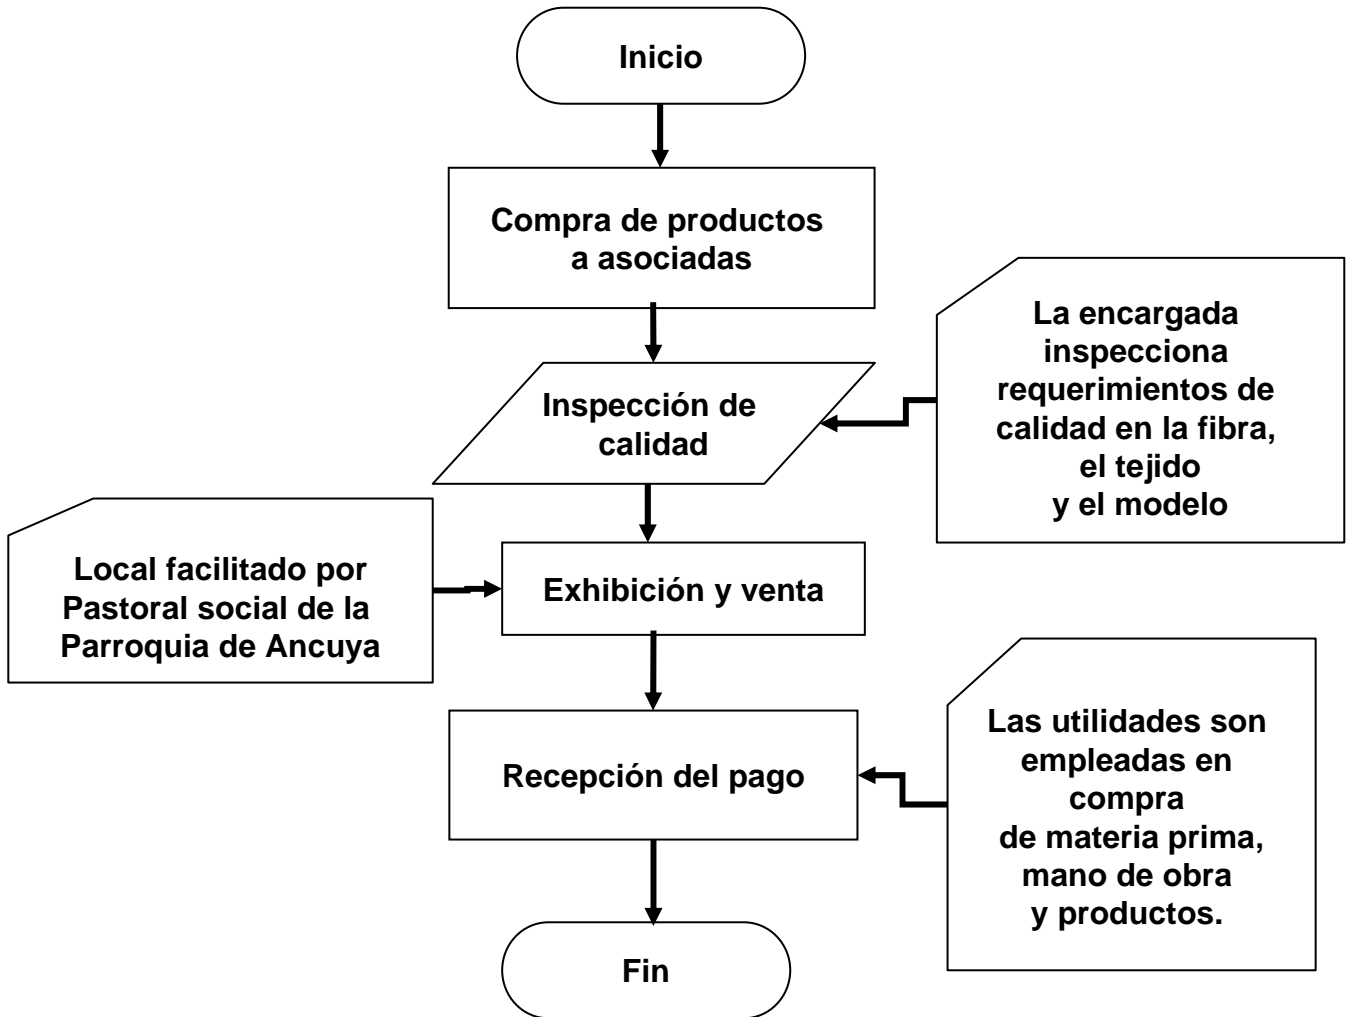 Inicio
Compra de productos
a asociadas
La encargada
inspecciona
requerimientos de
calidad en la fibra,
el tejido
y el modelo
Inspección de
calidad
Local facilitado por
Pastoral social de la
Parroquia de Ancuya
Exhibición y venta
Recepción del pago
Las utilidades son
empleadas en
compra
de materia prima,
mano de obra
y productos.
Fin